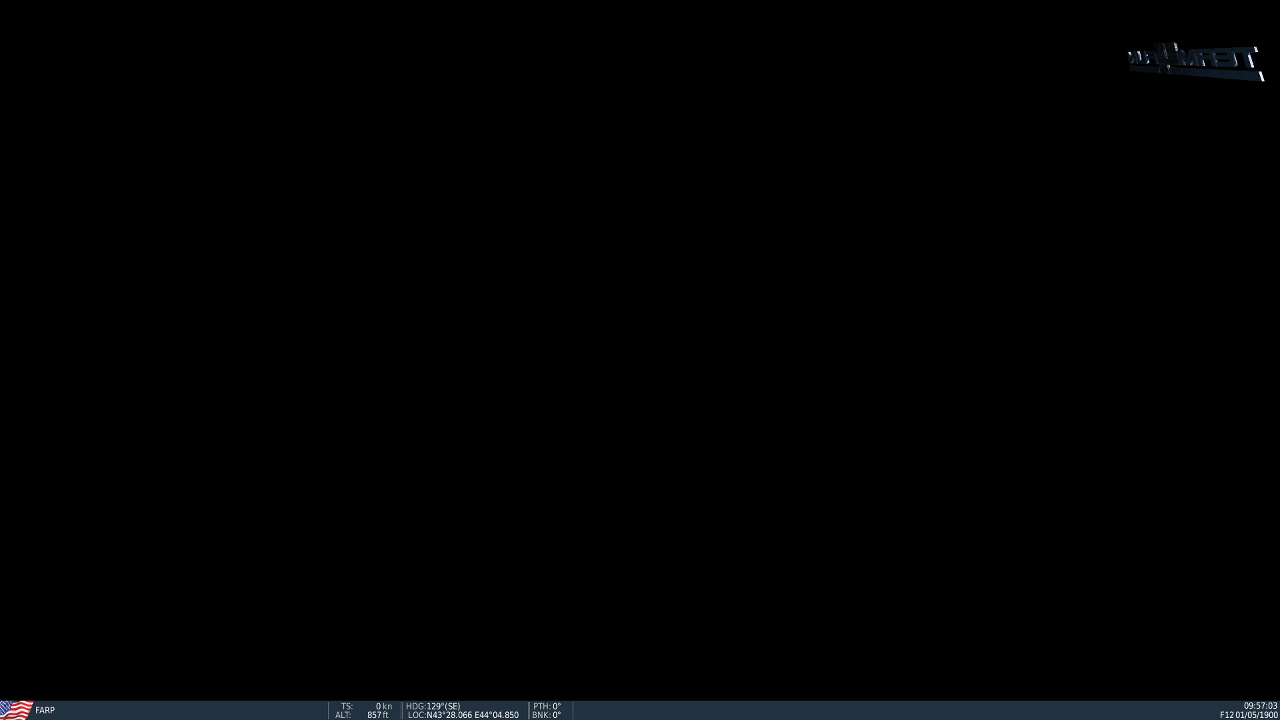 TEAM
FARP
TS: 0 kn
ALT: 857 ft
HDG: 129°(SE)
LOC: N43°28.066 E44°04.850
PTH: 0°
BNK: 0°
09:57:03
F12 01/05/1900